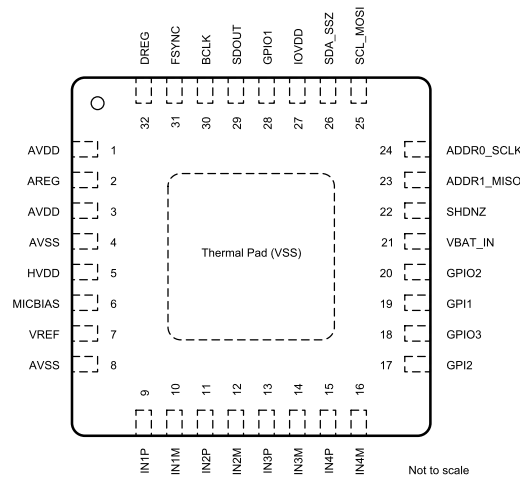 DREG
FSYNC
BCLK
SDOUT
GPIO1
IOVDD
SDA_SSZ
SCL_MOSI
32
31
30
29
28
27
26
25
AVDD 1
AREG 2
AVDD 3
AVSS 4
HVDD 5
MICBIAS 6
VREF 7
AVSS 8
Thermal Pad (VSS)
24 ADDR0_SCLK
23 ADDR1_MISO
22 SHDNZ
21 VBAT_IN
20 GPIO2
19 GPI1
18 GPIO3
17 GPI2
9
10
11
12
13
14
15
16
IN1P
IN1M
IN2P
IN2M
IN3P
IN3M
IN4P
IN4M
Not to scale